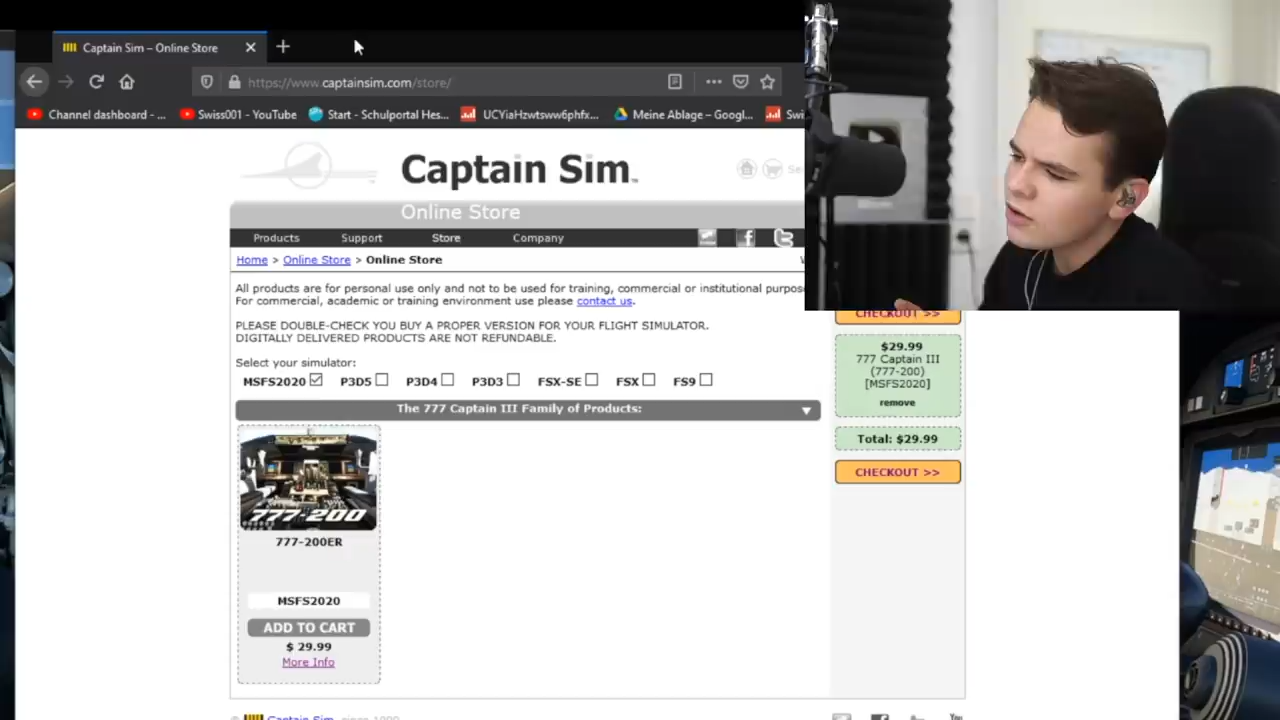 Captain Sim – Online Store
https://www.captainsim.com/store/
Channel dashboard - ... Swiss001 - YouTube Start - Schulportal Hes... UCYiaHzwtsww6phfx... Meine Ablage – Googl...
Captain Sim™
Online Store
Products Support Store Company
Home > Online Store > Online Store
All products are for personal use only and not to be used for training, commercial or institutional
For commercial, academic or training environment use please contact us.
PLEASE DOUBLE-CHECK YOU BUY A PROPER VERSION FOR YOUR FLIGHT SIMULATOR.
DIGITALLY DELIVERED PRODUCTS ARE NOT REFUNDABLE.
Select your simulator:
MSFS2020 P3D5 P3D4 P3D3 FSX-SE FSX FS9
The 777 Captain III Family of Products:
777-200
777-200ER
MSFS2020
ADD TO CART
$ 29.99
More Info
CHECKOUT >>
$29.99
777 Captain III
(777-200)
[MSFS2020]
remove
Total: $29.99
CHECKOUT >>
Captain Sim